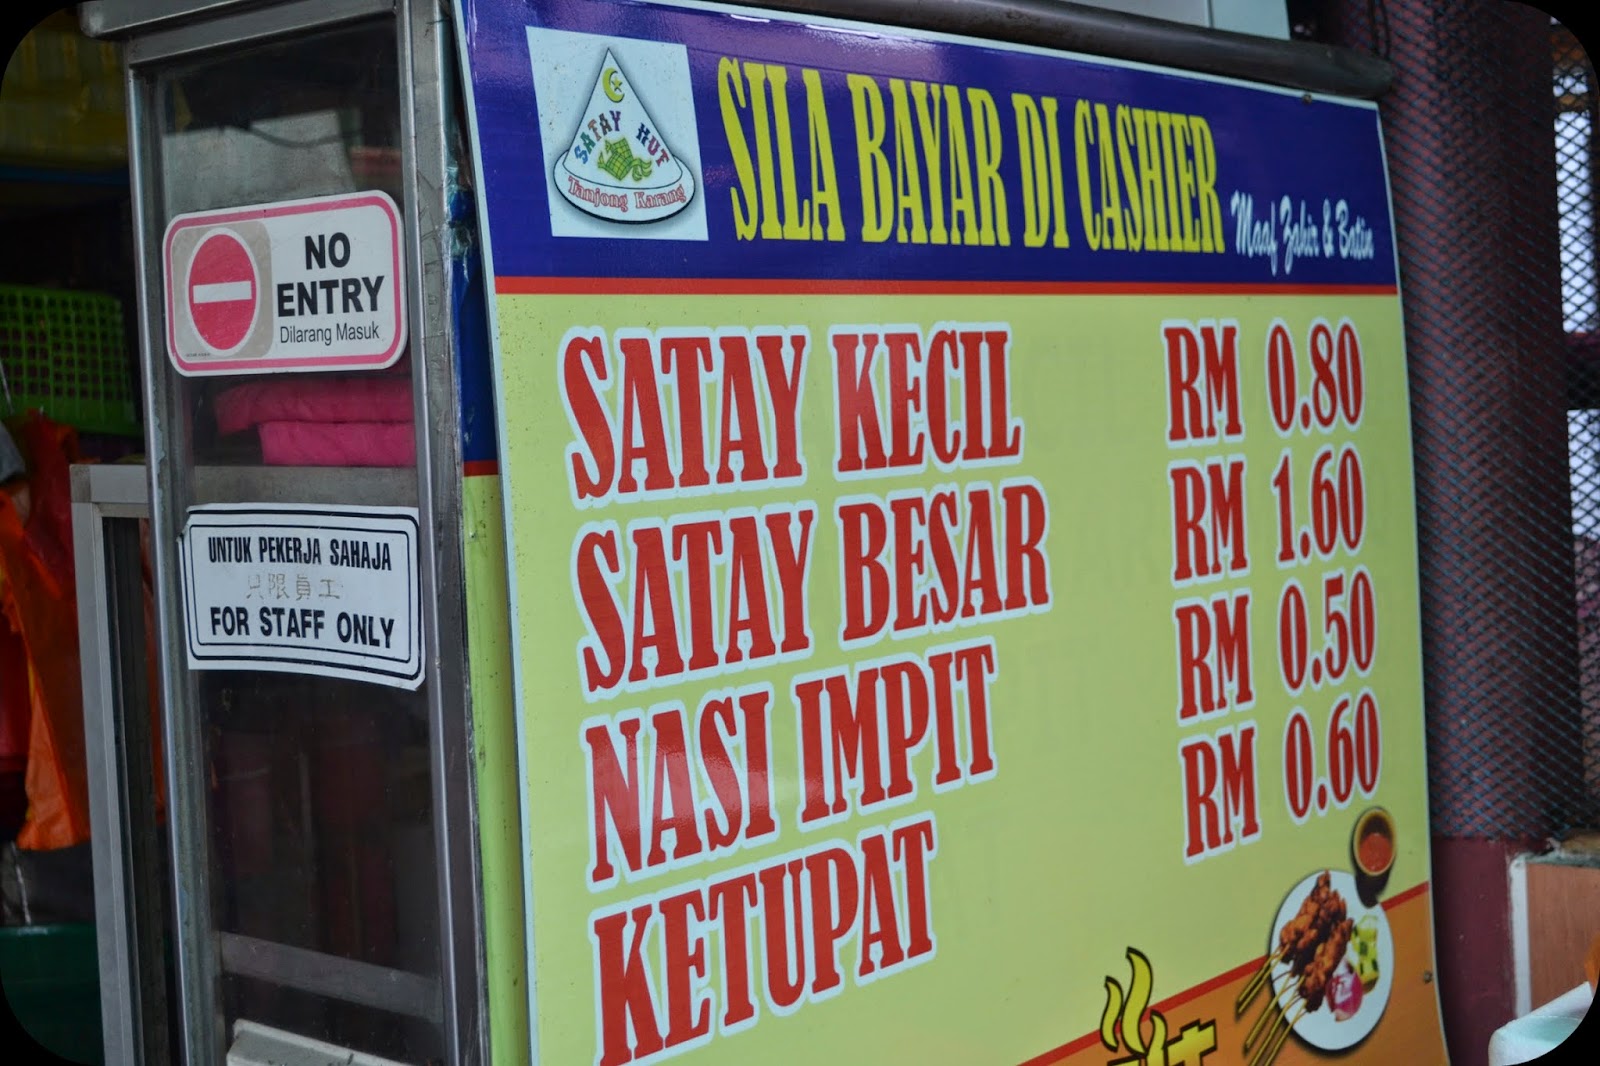 NO
ENTRY
Dilarang Masuk
UNTUK PEKERJA SAHAJA
只限員工
FOR STAFF ONLY
SATAY HUT
Tanjong Karang
SILA BAYAR DI CASHIER
Maaf Zahir & Batin
SATAY KECIL RM 0.80
SATAY BESAR RM 1.60
NASI IMPIT RM 0.50
KETUPAT RM 0.60